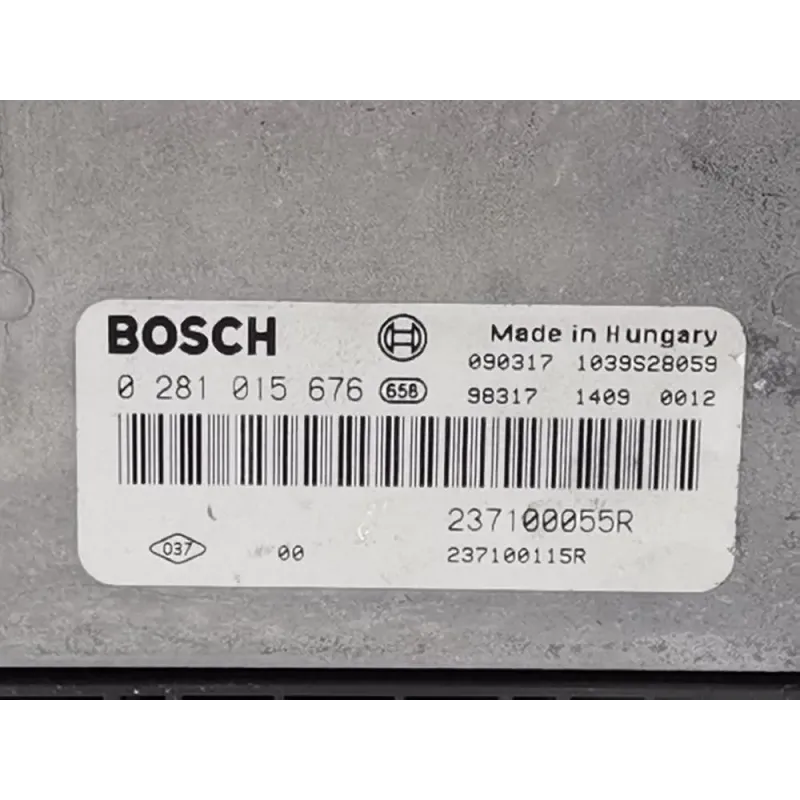 BOSCH
Made in Hungary
090317 1039S28059
0 281 015 676 658
98317 1409 0012
237100055R
037 00 237100115R